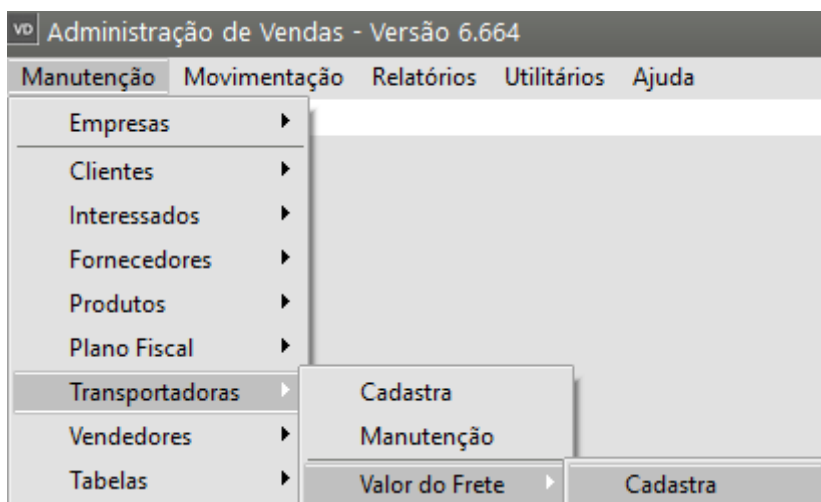 VD Administração de Vendas - Versão 6.664
Manutenção Movimentação Relatórios Utilitários Ajuda
Empresas
Clientes
Interessados
Fornecedores
Produtos
Plano Fiscal
Transportadoras Cadastra
Vendedores Manutenção
Tabelas Valor do Frete Cadastra